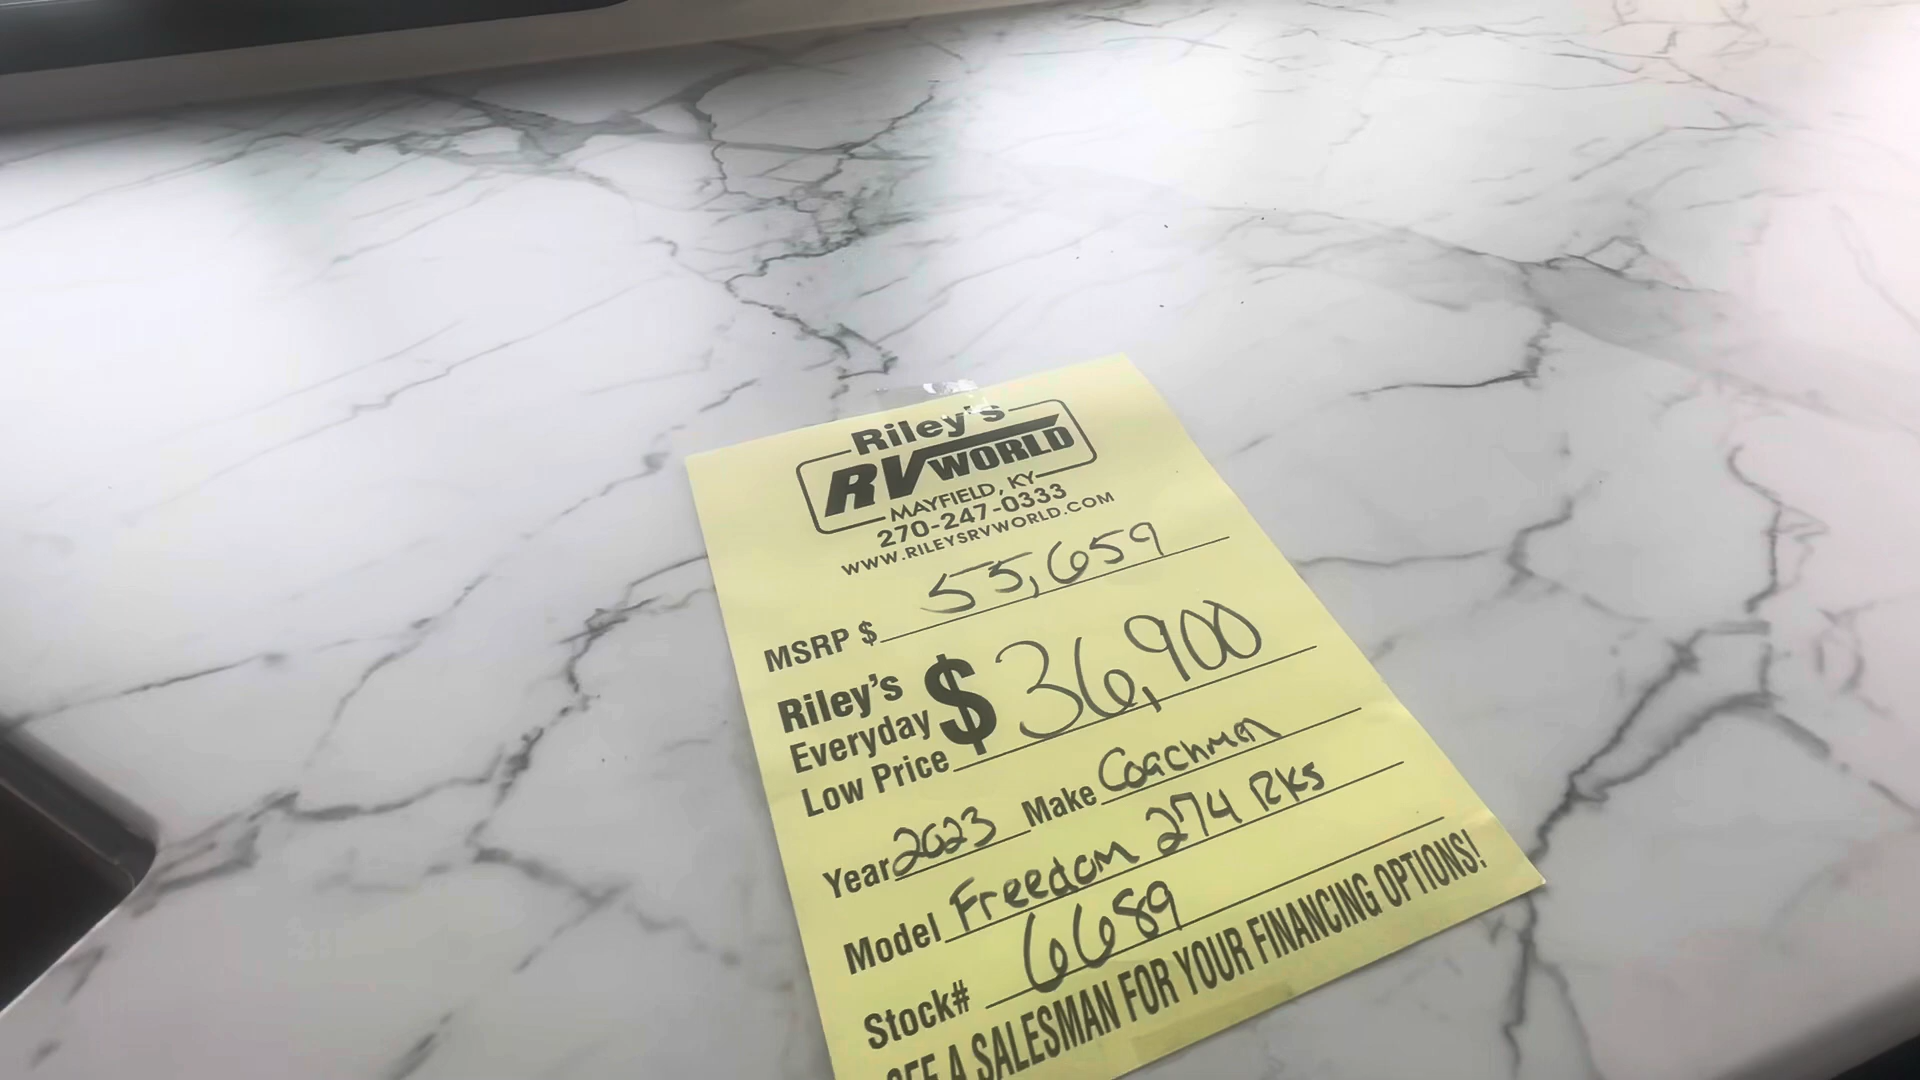 Riley's
RV WORLD
MAYFIELD, KY
270-247-0333
WWW.RILEYSRVWORLD.COM
MSRP $ 55,659
Riley's
Everyday
Low Price $ 36,900
Year 2023 Make Coachmen
Model Freedom 274 RKS
Stock# 6689
SEE A SALESMAN FOR YOUR FINANCING OPTIONS!